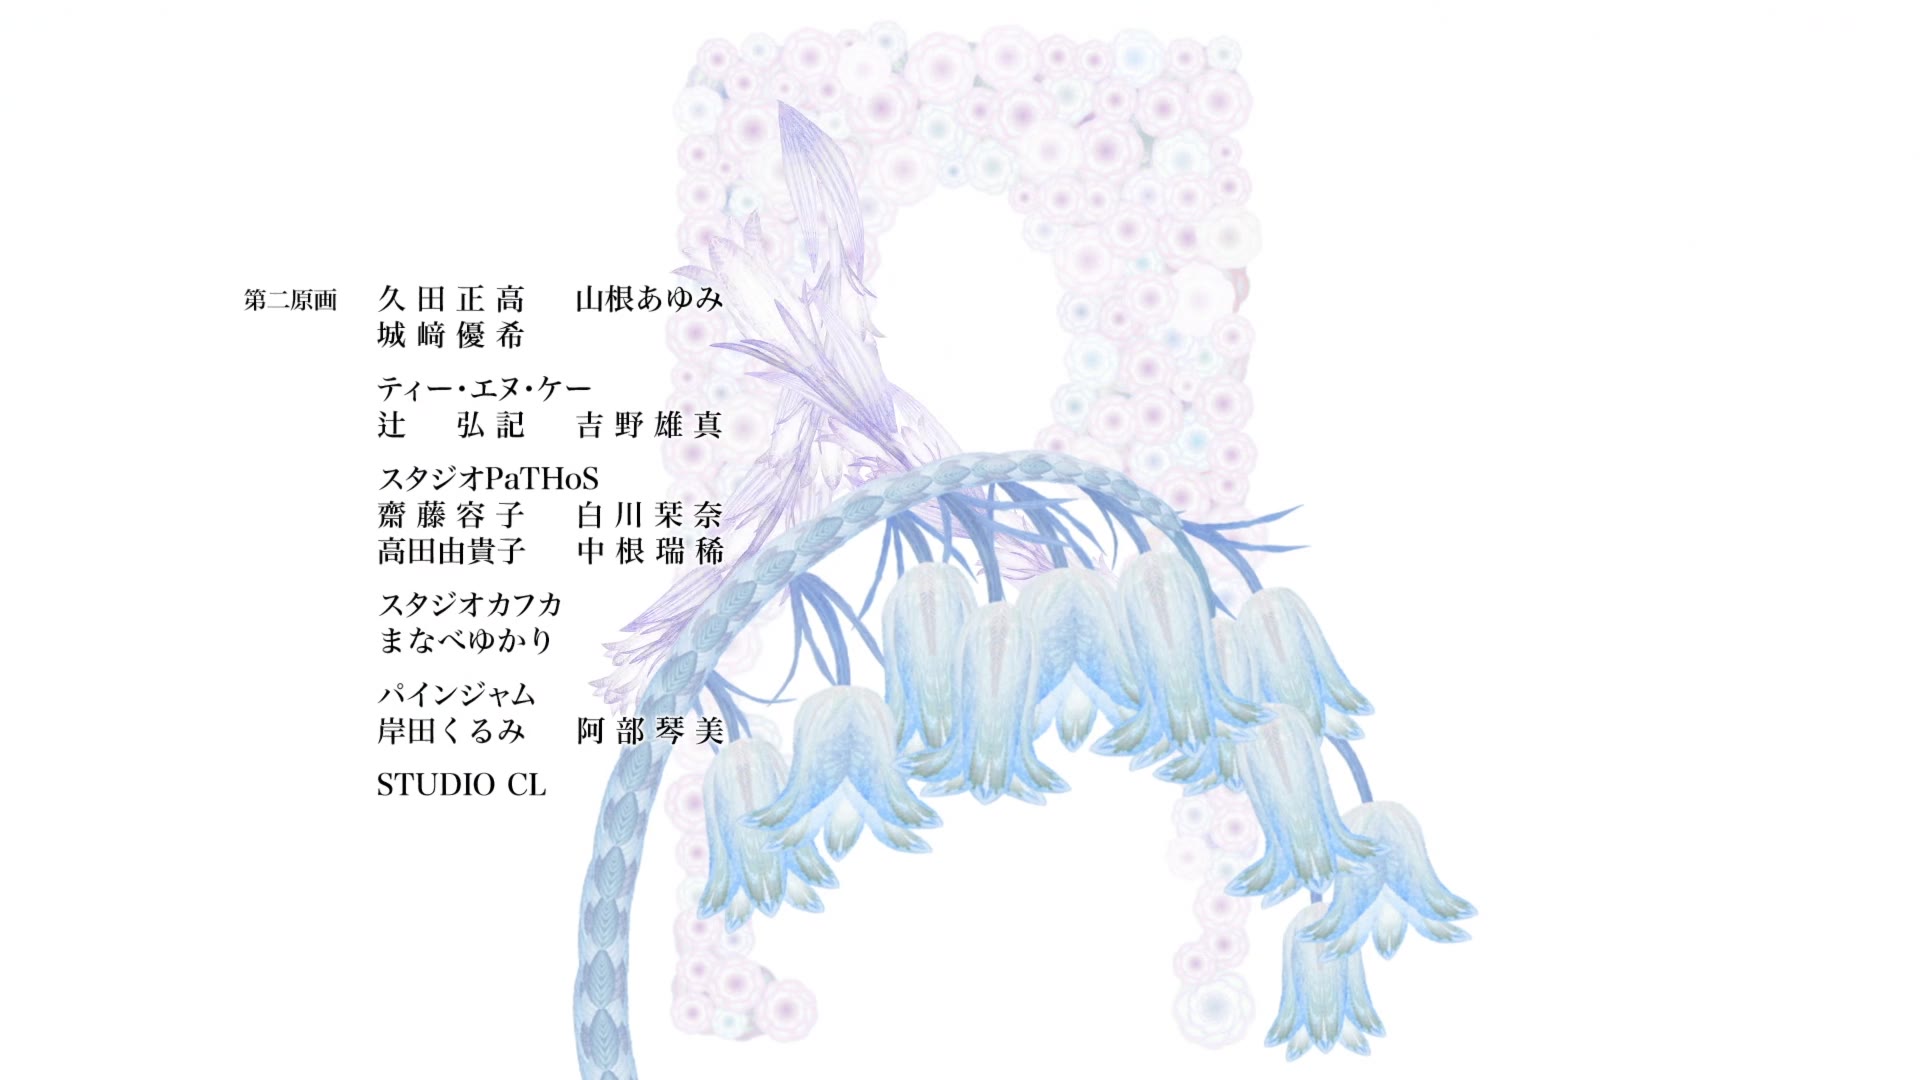 第二原画 久田正高 山根あゆみ
城﨑優希
ティー・エヌ・ケー
辻 弘記 吉野雄真
スタジオPaTHoS
齋藤容子 白川栞奈
高田由貴子 中根瑞稀
スタジオカフカ
まなべゆかり
パインジャム
岸田くるみ 阿部琴美
STUDIO CL